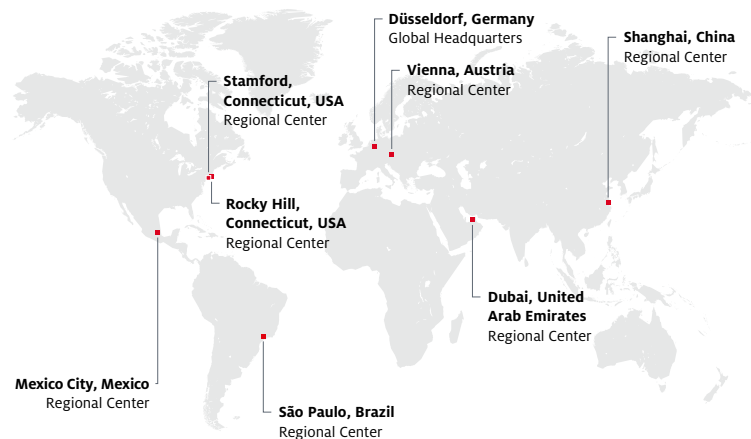 Düsseldorf, Germany
Global Headquarters
Shanghai, China
Regional Center
Vienna, Austria
Regional Center
Stamford,
Connecticut, USA
Regional Center
Rocky Hill,
Connecticut, USA
Regional Center
Dubai, United
Arab Emirates
Regional Center
Mexico City, Mexico
Regional Center
São Paulo, Brazil
Regional Center